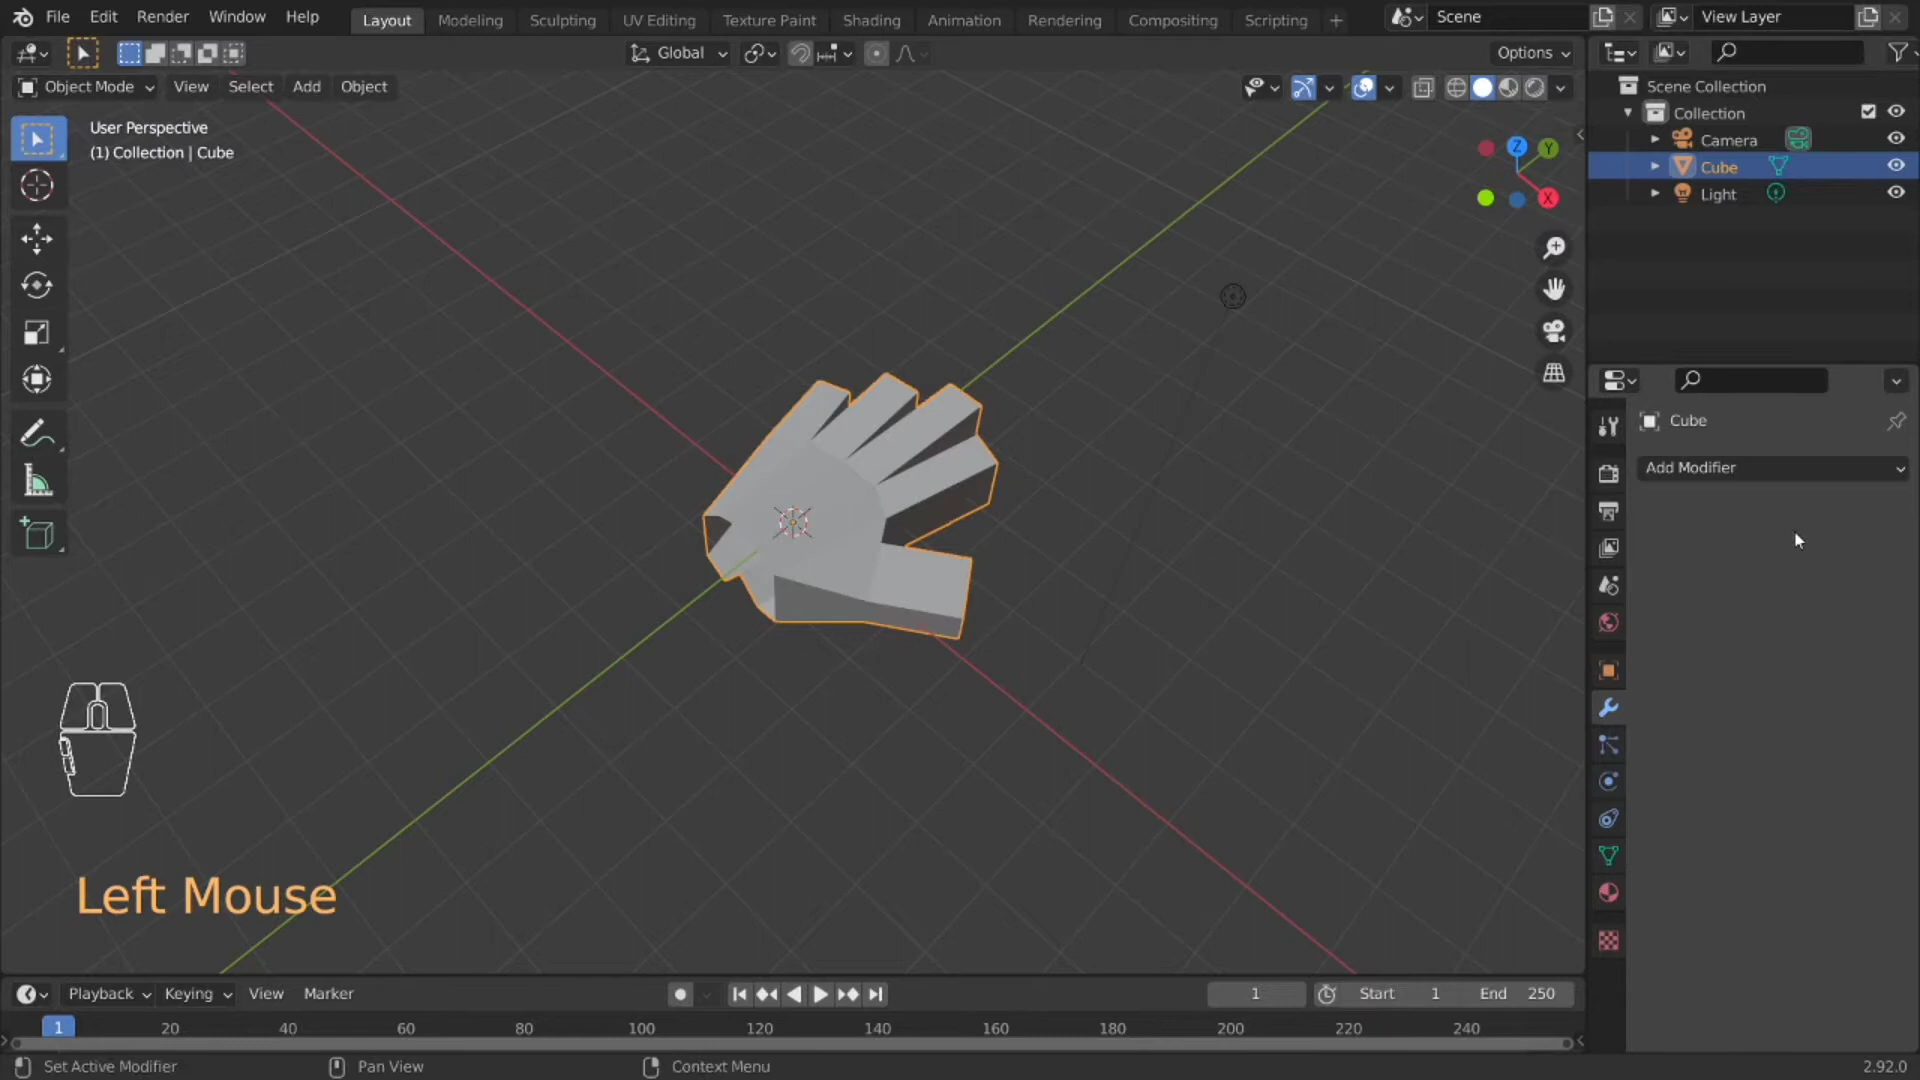 File Edit Render Window Help Layout Modeling Sculpting UV Editing Texture Paint Shading Animation Rendering Compositing Scripting + Scene View Layer
Global Options
Object Mode View Select Add Object
User Perspective
(1) Collection | Cube
Z Y X
Scene Collection
Collection
Camera
Cube
Light
Cube
Add Modifier
Left Mouse
Playback Keying View Marker 1 Start 1 End 250
1 20 40 60 80 100 120 140 160 180 200 220 240
Set Active Modifier Pan View Context Menu 2.92.0